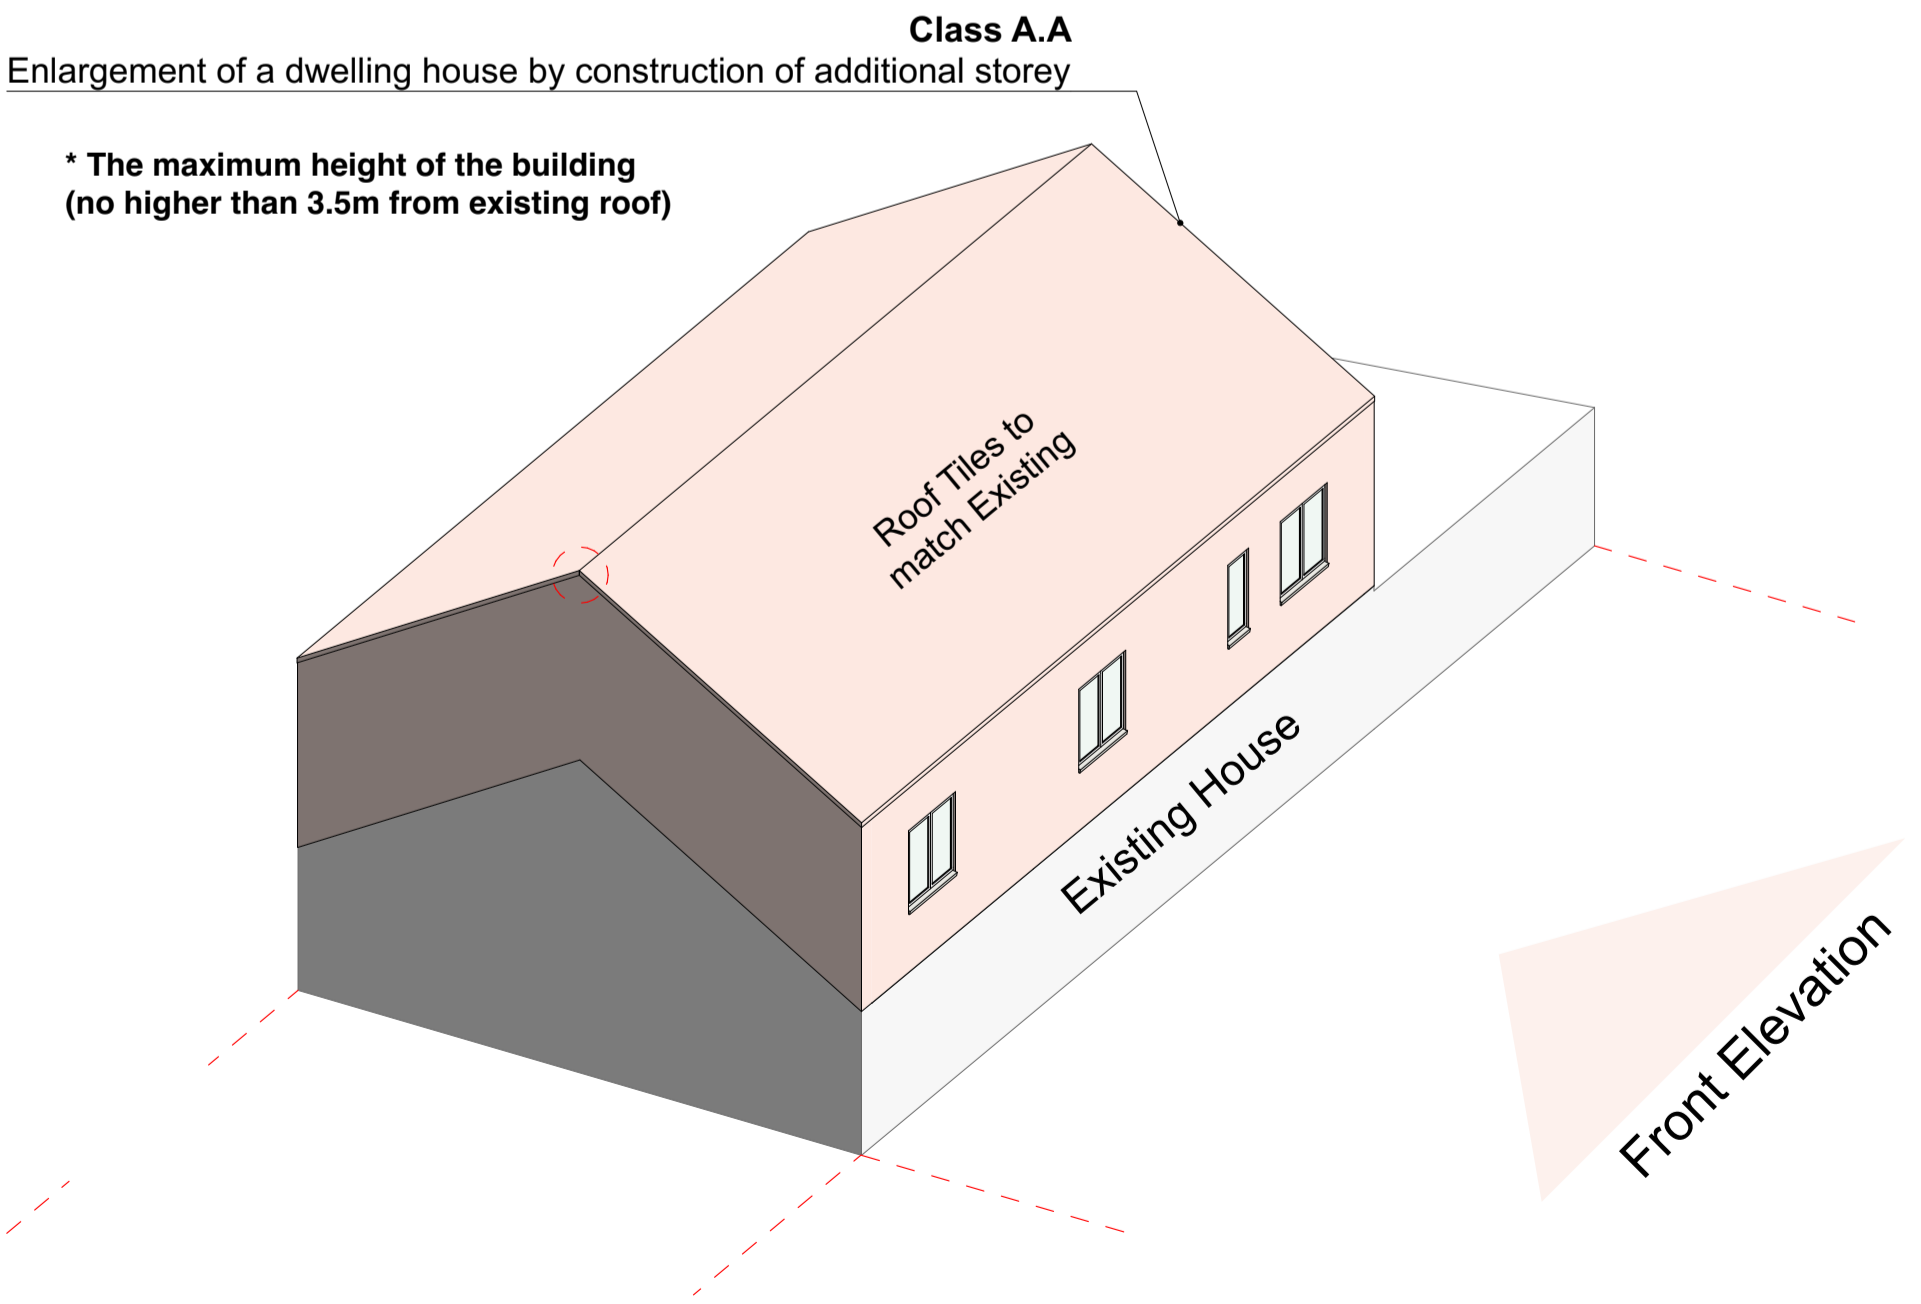 Class A.A
Enlargement of a dwelling house by construction of additional storey
* The maximum height of the building
(no higher than 3.5m from existing roof)
Roof Tiles to
match Existing
Existing House
Front Elevation